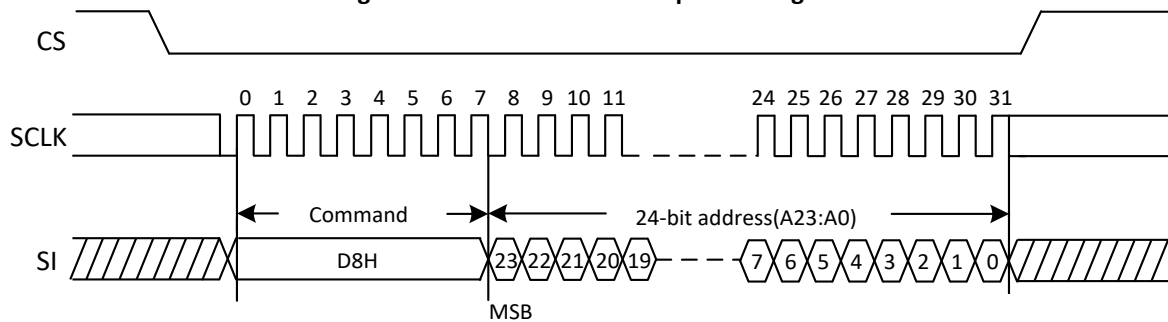 CS
0 1 2 3 4 5 6 7 8 9 10 11 24 25 26 27 28 29 30 31
SCLK
Command 24-bit address(A23:A0)
SI D8H 23 22 21 20 19 7 6 5 4 3 2 1 0
MSB